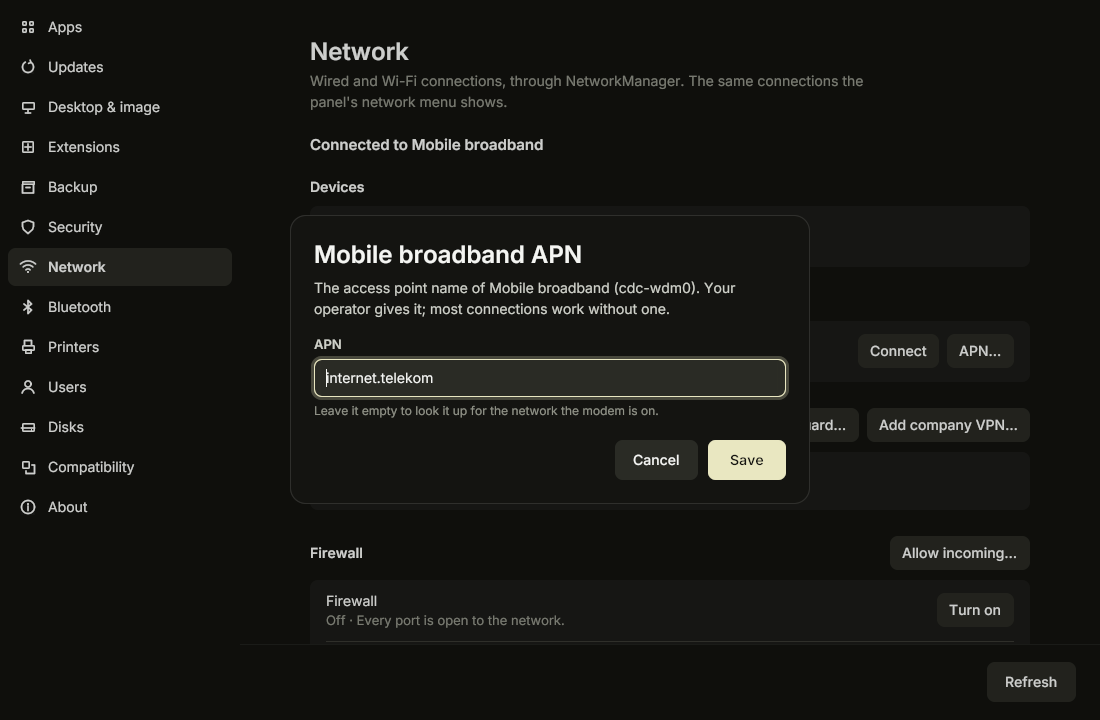 Apps
Updates
Desktop & image
Extensions
Backup
Security
Network
Bluetooth
Printers
Users
Disks
Compatibility
About
Network
Wired and Wi-Fi connections, through NetworkManager. The same connections the
panel's network menu shows.
Connected to Mobile broadband
Devices
Mobile broadband APN
The access point name of Mobile broadband (cdc-wdm0). Your
operator gives it; most connections work without one.
APN
internet.telekom
Leave it empty to look it up for the network the modem is on.
Cancel
Save
Connect
APN...
Add company VPN...
Firewall
Allow incoming...
Firewall
Off · Every port is open to the network.
Turn on
Refresh